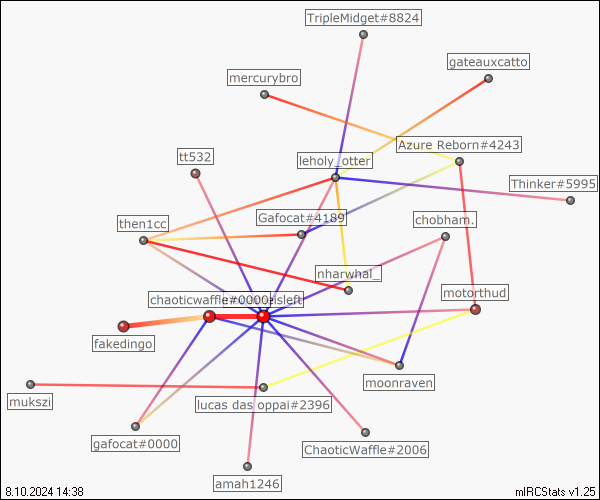 TripleMidget#8824
gateauxcatto
mercurybro
Azure Reborn#4243
tt532
leholy_otter
Thinker#5995
Gafocat#4189
chobham.
then1cc
nharwhal_
motorthud
chaoticwaffle#0000
isleft
fakedingo
moonraven
mukszi
lucas das oppai#2396
gafocat#0000
ChaoticWaffle#2006
amah1246
8.10.2024 14:38
mIRCStats v1.25